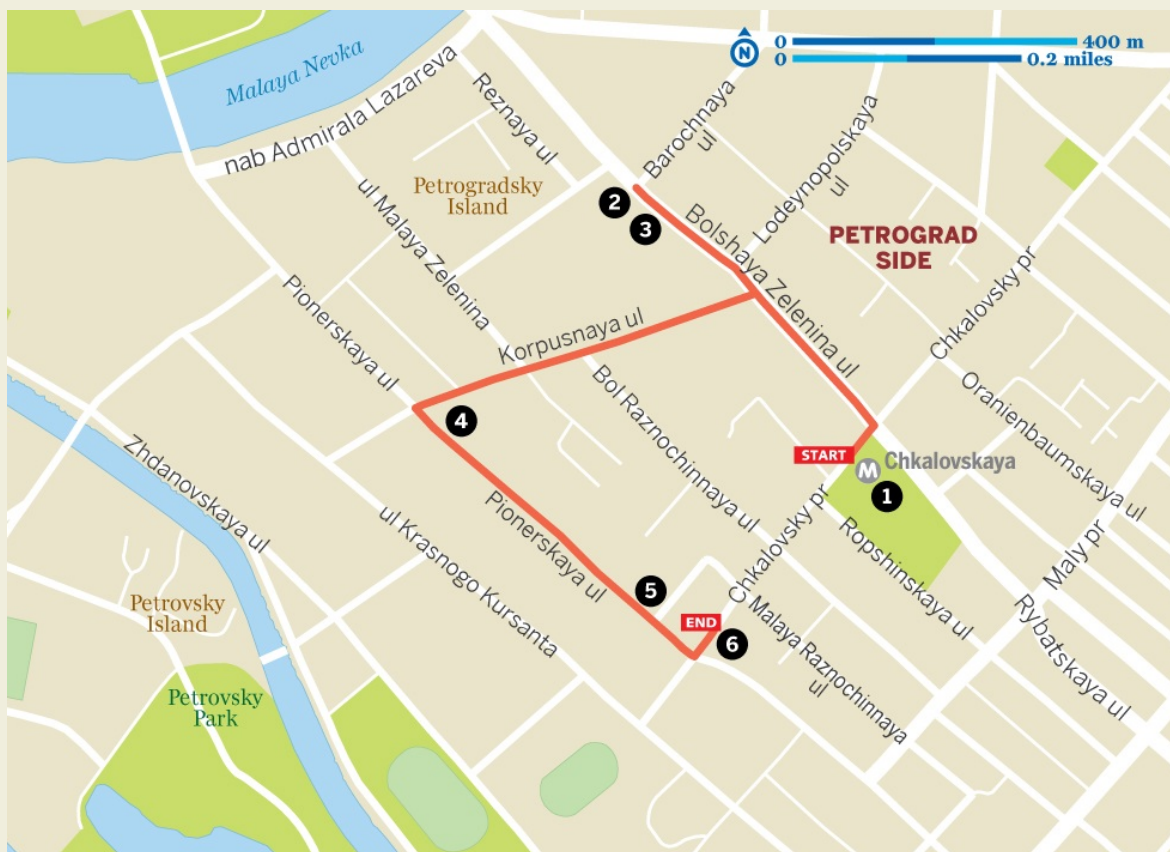 N
0
400 m
0
0.2 miles
Malaya Nevka
nab Admirala Lazareva
Reznaya ul
Barochnaya
ul
Lodeynopolskaya
ul
Petrogradsky
Island
ul Malaya Zelenina
2
3
Bolshaya Zelenina ul
PETROGRAD
SIDE
Chkalovsky pr
Pionerskaya ul
Korpusnaya ul
Bol Raznochinnaya ul
Oranienbaumskaya ul
4
START
M
Chkalovskaya
1
Zhdanovskaya ul
ul Krasnogo Kursanta
Pionerskaya ul
Chkalovsky pr
Ropshinskaya ul
Maly pr
Rybatskaya ul
5
END
6
Malaya Raznochinnaya
ul
Petrovsky
Island
Petrovsky
Park